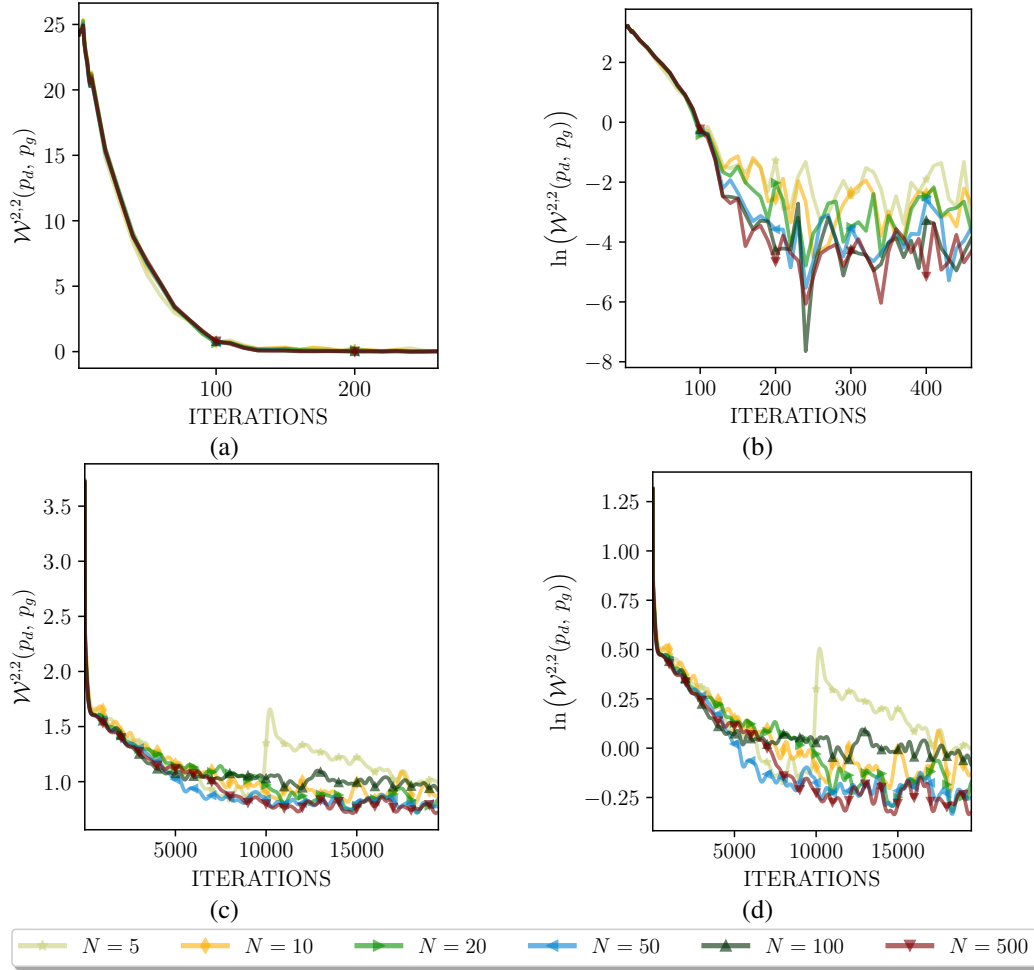 25
20
15
10
5
0
𝒲^{2,2}(p_d, p_g)
100
200
ITERATIONS
(a)
2
0
−2
−4
−6
−8
ln(𝒲^{2,2}(p_d, p_g))
100
200
300
400
ITERATIONS
(b)
3.5
3.0
2.5
2.0
1.5
1.0
𝒲^{2,2}(p_d, p_g)
5000
10000
15000
ITERATIONS
(c)
1.25
1.00
0.75
0.50
0.25
0.00
−0.25
ln(𝒲^{2,2}(p_d, p_g))
5000
10000
15000
ITERATIONS
(d)
N = 5 N = 10 N = 20 N = 50 N = 100 N = 500